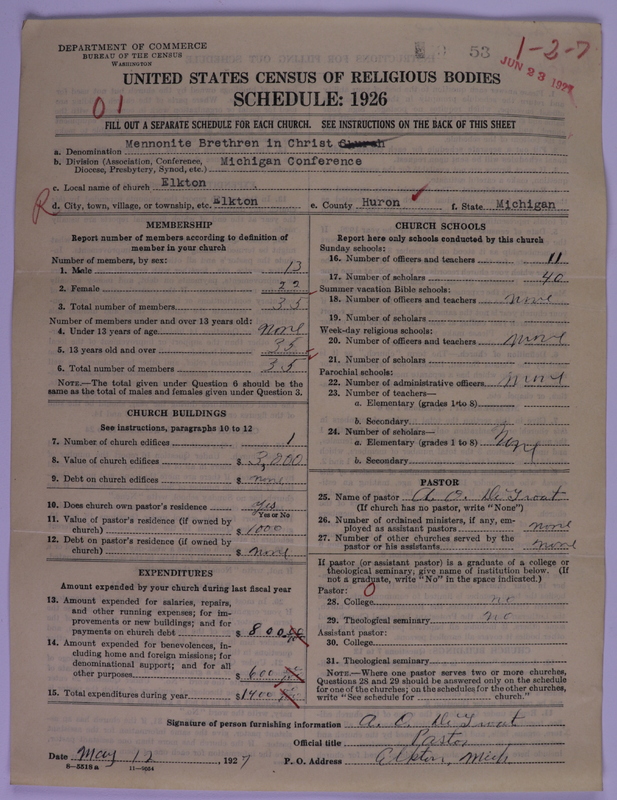 DEPARTMENT OF COMMERCE
BUREAU OF THE CENSUS
WASHINGTON
53
1-2-7
JUN 23 1927
UNITED STATES CENSUS OF RELIGIOUS BODIES
SCHEDULE: 1926
01
FILL OUT A SEPARATE SCHEDULE FOR EACH CHURCH. SEE INSTRUCTIONS ON THE BACK OF THIS SHEET
a. Denomination Mennonite Brethren in Christ Church
b. Division (Association, Conference, Diocese, Presbytery, Synod, etc.) Michigan Conference
c. Local name of church Elkton
R d. City, town, village, or township, etc. Elkton e. County Huron f. State Michigan
MEMBERSHIP
Report number of members according to definition of
member in your church
Number of members, by sex:
1. Male 13
2. Female 22
3. Total number of members 35
Number of members under and over 13 years old:
4. Under 13 years of age None
5. 13 years old and over 35
6. Total number of members 35
NOTE.—The total given under Question 6 should be the
same as the total of males and females given under Question 3.
CHURCH BUILDINGS
See instructions, paragraphs 10 to 12
7. Number of church edifices 1
8. Value of church edifices $ 3,800
9. Debt on church edifices $ none
10. Does church own pastor's residence Yes
Yes or No
11. Value of pastor's residence (if owned by
church) $ 1000
12. Debt on pastor's residence (if owned by
church) $ none
EXPENDITURES
Amount expended by your church during last fiscal year
13. Amount expended for salaries, repairs,
and other running expenses; for im-
provements or new buildings; and for
payments on church debt $ 800
14. Amount expended for benevolences, in-
cluding home and foreign missions; for
denominational support; and for all
other purposes $ 600
15. Total expenditures during year $ 1400
CHURCH SCHOOLS
Report here only schools conducted by this church
Sunday schools:
16. Number of officers and teachers 11
17. Number of scholars 40
Summer vacation Bible schools:
18. Number of officers and teachers none
19. Number of scholars
Week-day religious schools:
20. Number of officers and teachers none
21. Number of scholars
Parochial schools:
22. Number of administrative officers none
23. Number of teachers—
a. Elementary (grades 1 to 8)
b. Secondary
24. Number of scholars—
a. Elementary (grades 1 to 8) None
b. Secondary
PASTOR
25. Name of pastor A. O. DeTroat
(If church has no pastor, write "None")
26. Number of ordained ministers, if any, em-
ployed as assistant pastors none
27. Number of other churches served by the
pastor or his assistants none
If pastor (or assistant pastor) is a graduate of a college or
theological seminary, give name of institution below. (If
not a graduate, write "No" in the space indicated.)
Pastor: 0
28. College no
29. Theological seminary no
Assistant pastor:
30. College
31. Theological seminary
NOTE.—Where one pastor serves two or more churches,
Questions 28 and 29 should be answered only on the schedule
for one of the churches; on the schedules for the other churches,
write "See schedule for church."
Signature of person furnishing information A. O. DeTroat
Official title Pastor
Date May 12, 1927 P. O. Address Elkton, Mich
8-5518a 11-9554